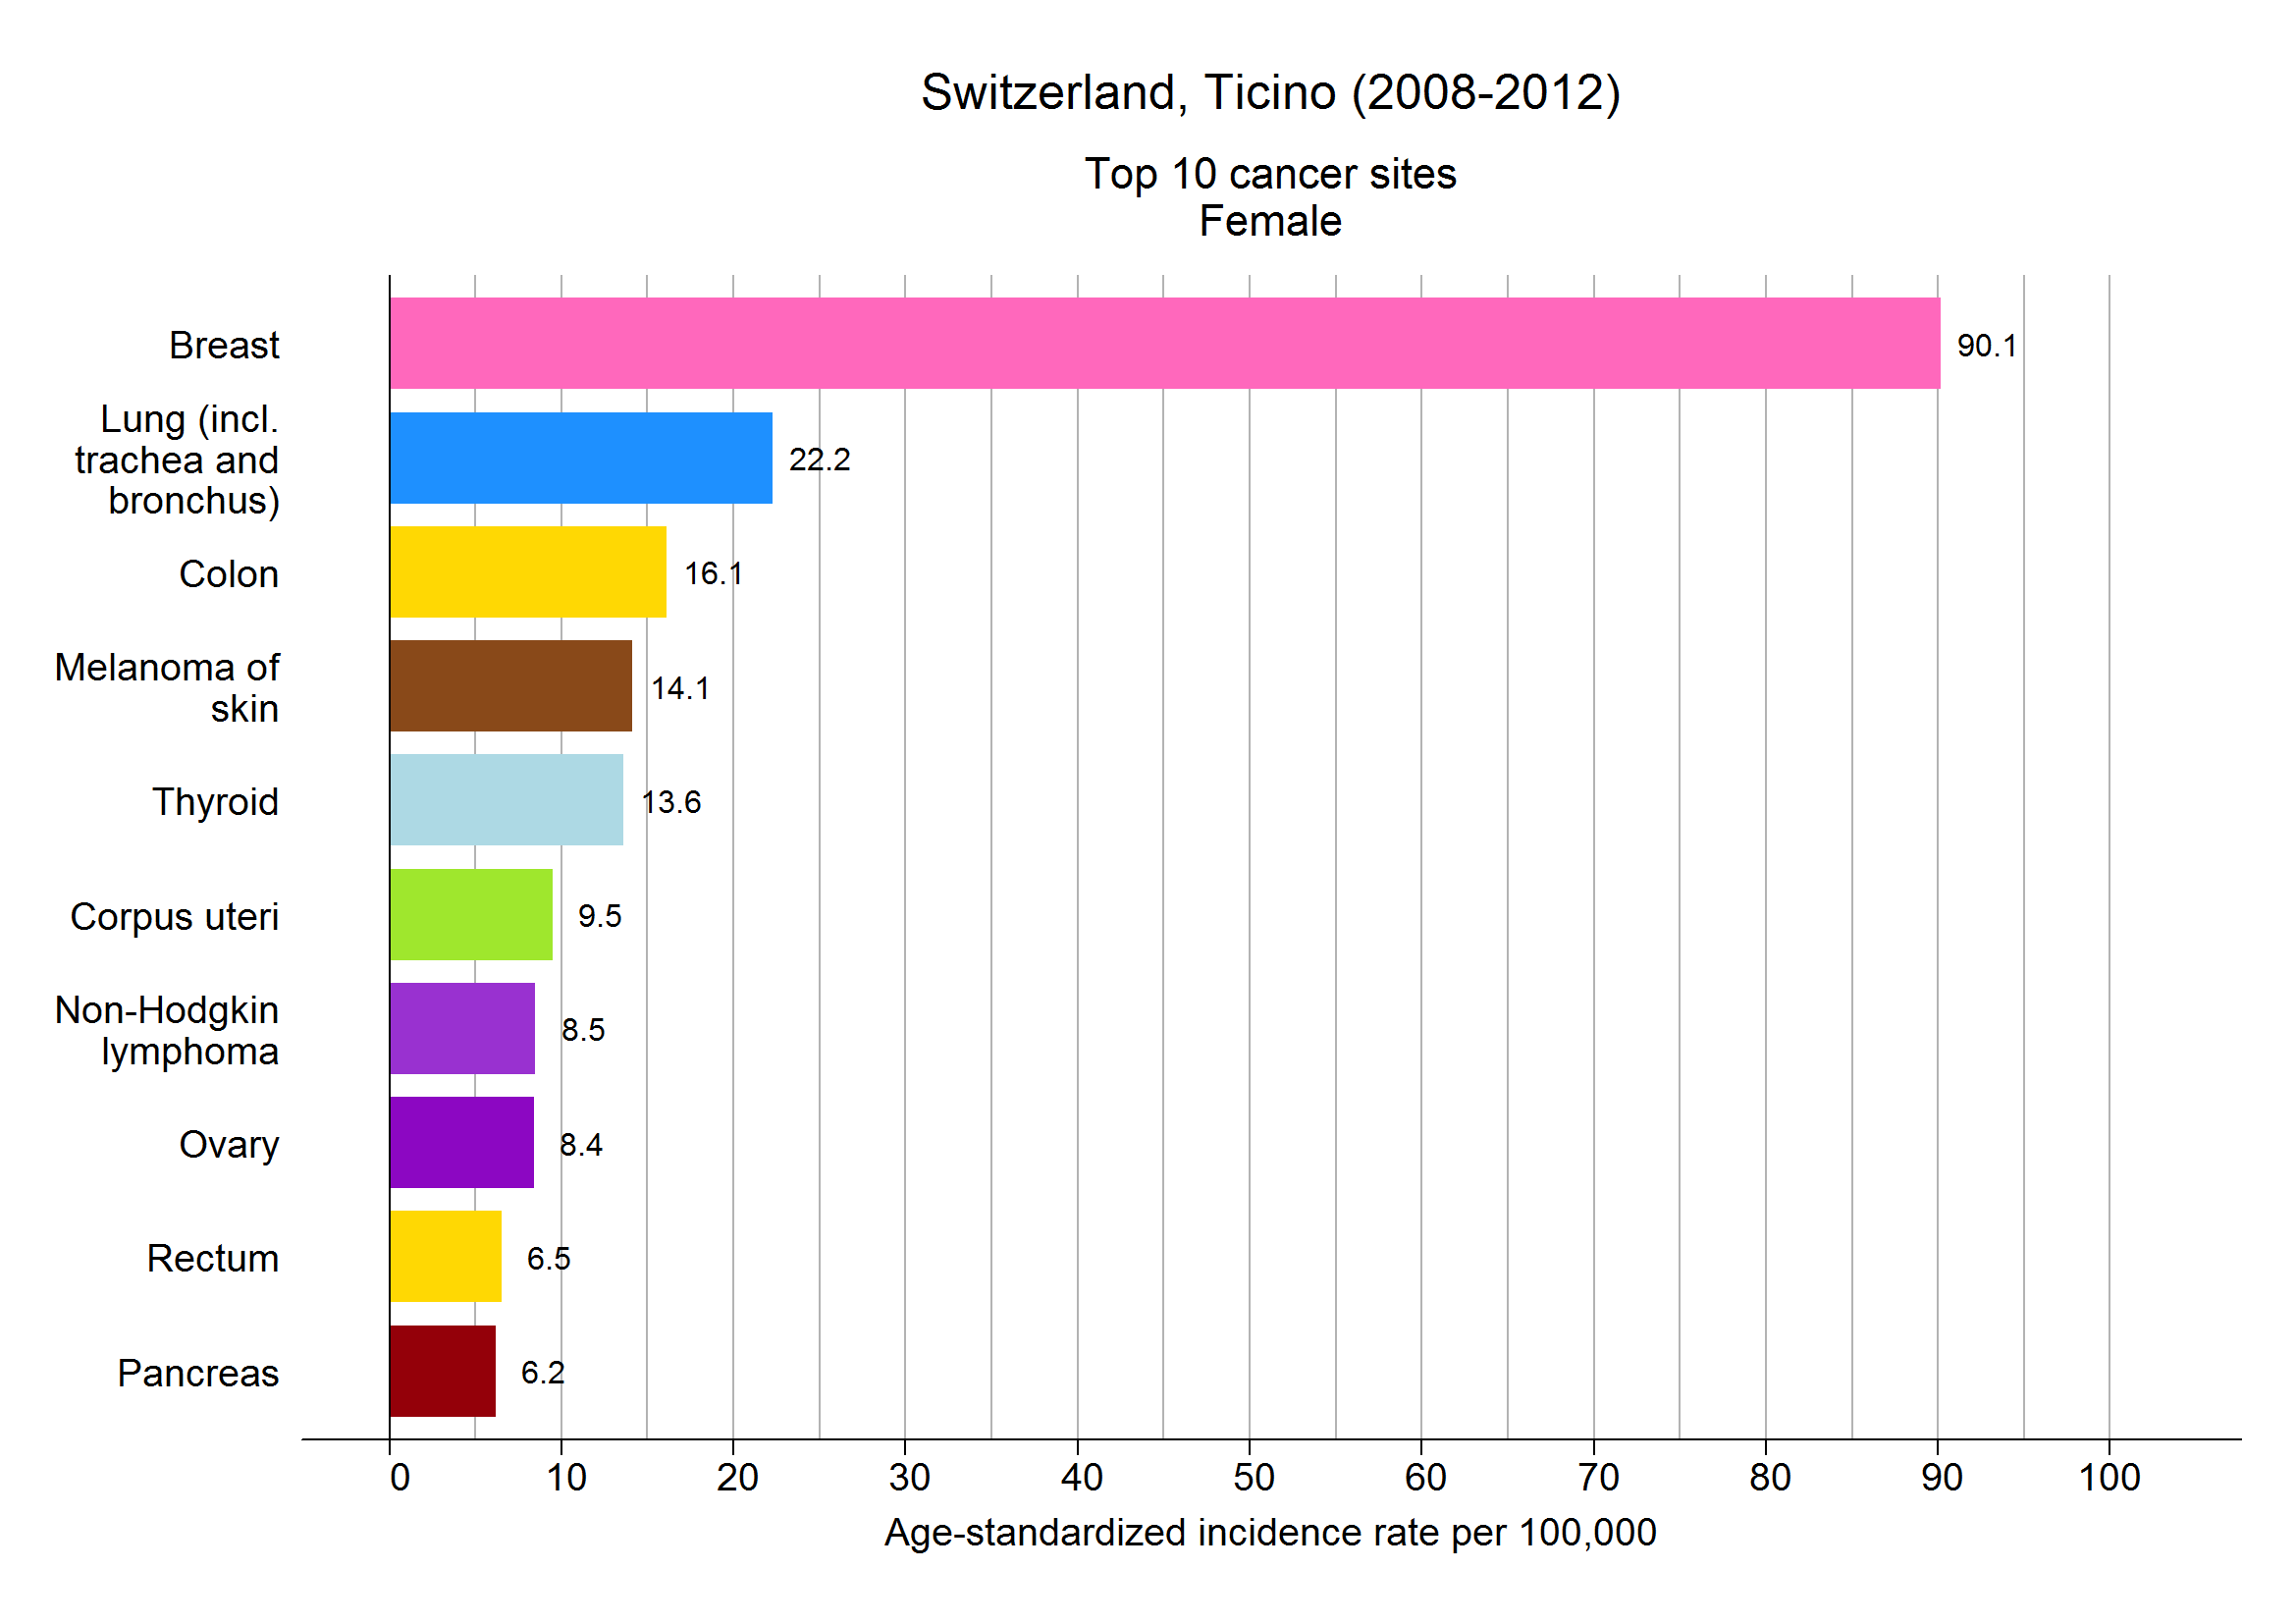 Switzerland, Ticino (2008-2012)
Top 10 cancer sites
Female
Breast
90.1
Lung (incl.
trachea and
bronchus)
22.2
Colon
16.1
Melanoma of
skin
14.1
Thyroid
13.6
Corpus uteri
9.5
Non-Hodgkin
lymphoma
8.5
Ovary
8.4
Rectum
6.5
Pancreas
6.2
0 10 20 30 40 50 60 70 80 90 100
Age-standardized incidence rate per 100,000